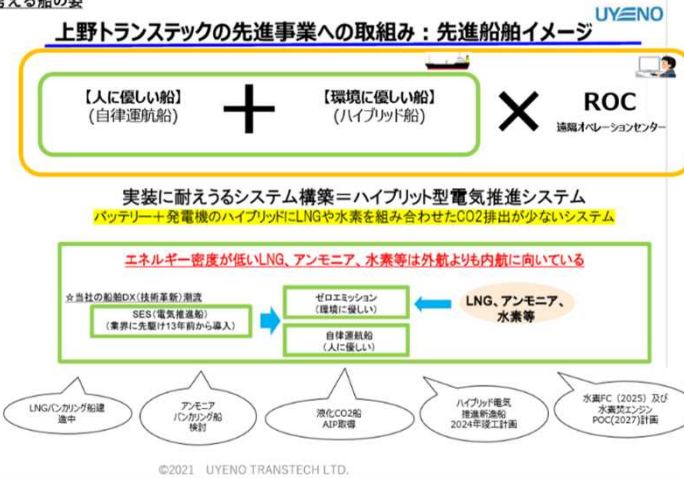 考える船の姿
UYENO
上野トランステックの先進事業への取組み：先進船舶イメージ
【人に優しい船】
(自律運航船)
＋
【環境に優しい船】
(ハイブリッド船)
×
ROC
遠隔オペレーションセンター
実装に耐えうるシステム構築＝ハイブリット型電気推進システム
バッテリー＋発電機のハイブリッドにLNGや水素を組み合わせたCO2排出が少ないシステム
エネルギー密度が低いLNG、アンモニア、水素等は外航よりも内航に向いている
☆当社の船舶DX(技術革新)潮流
SES(電気推進船)
(業界に先駆け13年前から導入)
ゼロエミッション
(環境に優しい)
自律運航船
(人に優しい)
LNG、アンモニア、
水素等
LNGバンカリング船建
造中
アンモニア
バンカリング船
検討
液化CO2船
AIP取得
ハイブリッド電気
推進新造船
2024年竣工計画
水素FC（2025）及び
水素焚エンジン
POC(2027)計画
©2021 UYENO TRANSTECH LTD.